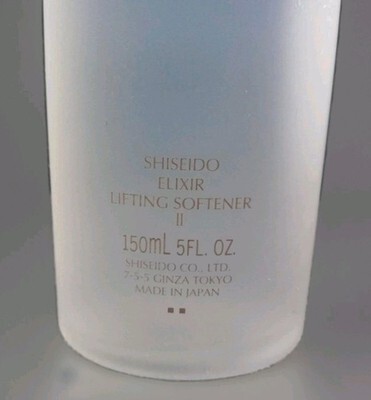 SHISEIDO
ELIXIR
LIFTING SOFTENER
II
150mL 5FL. OZ.
SHISEIDO CO., LTD.
7-5-5 GINZA TOKYO
MADE IN JAPAN